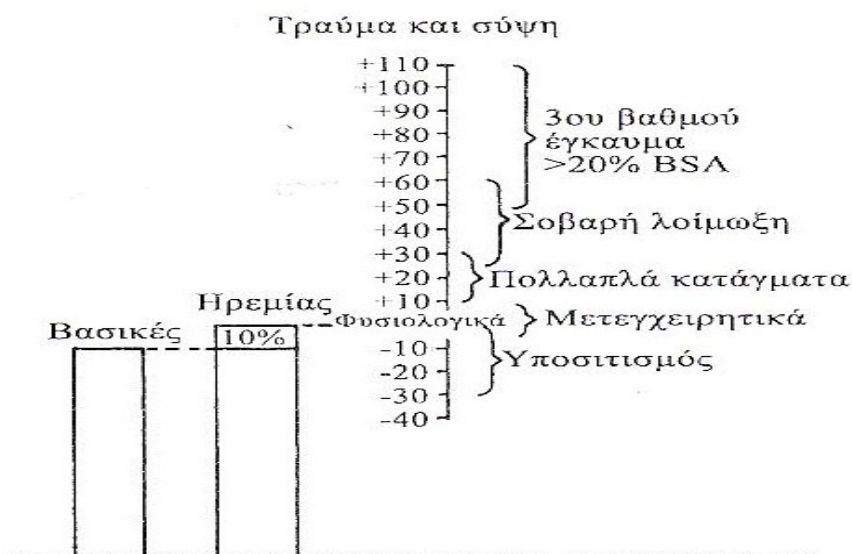 Τραύμα και σύψη
+110
+100
+90
+80
+70
+60
+50
+40
+30
+20
+10
Φυσιολογικά
-10
-20
-30
-40
3ου βαθμού
έγκαυμα
>20% BSA
Σοβαρή λοίμωξη
Πολλαπλά κατάγματα
Μετεγχειρητικά
Υποσιτισμός
Ηρεμίας
10%
Βασικές